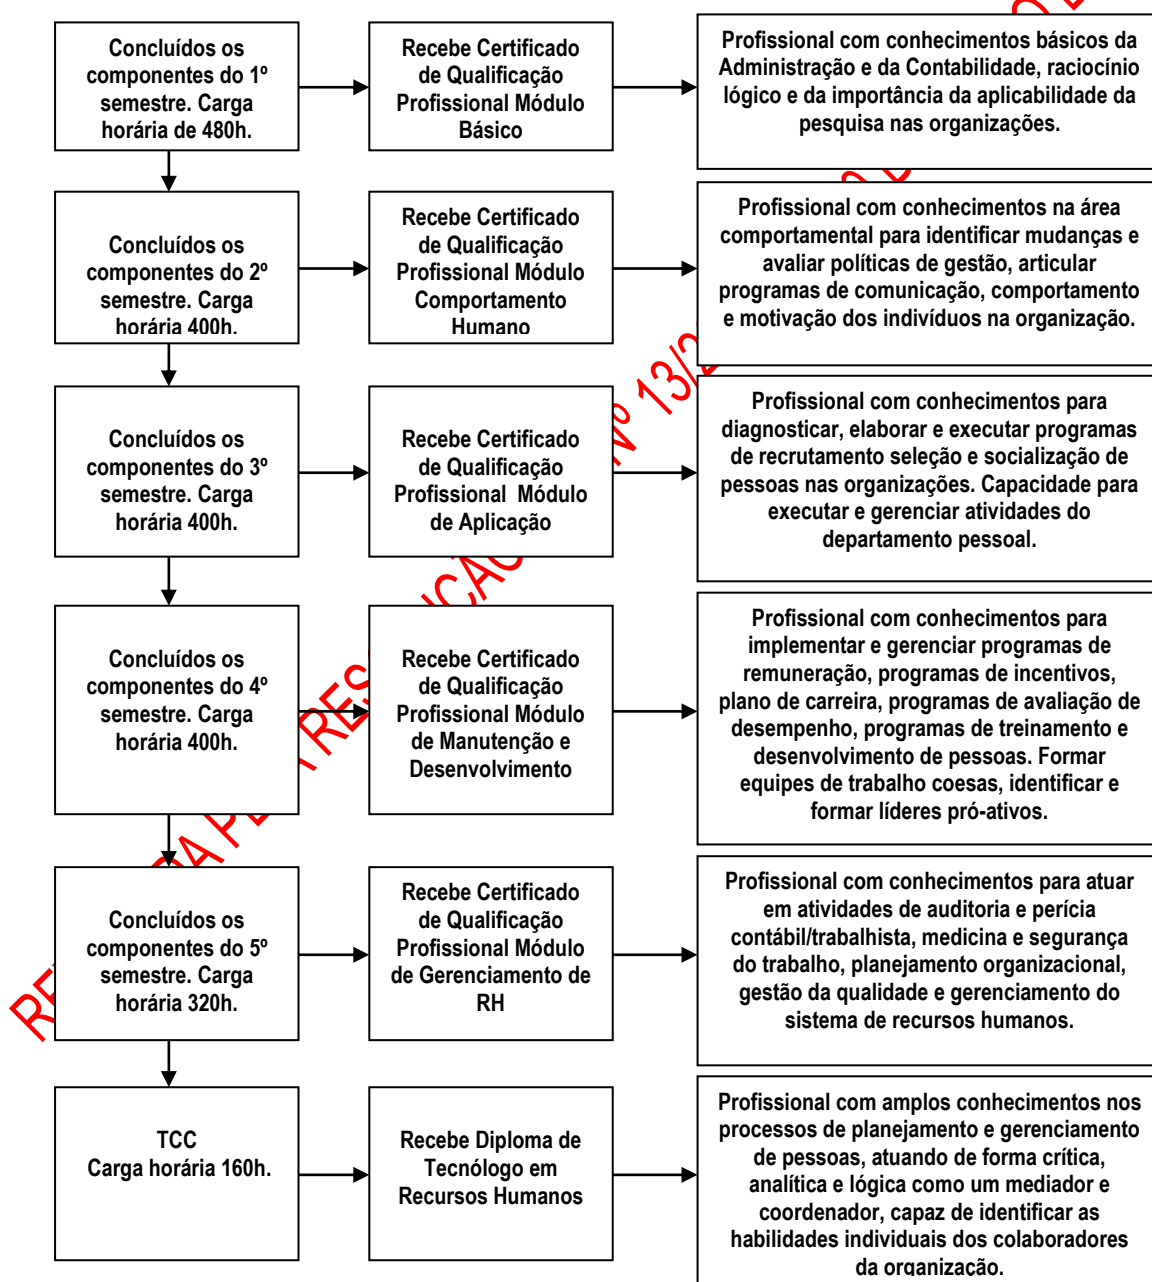 Concluídos os
componentes do 1º
semestre. Carga
horária de 480h.
Recebe Certificado
de Qualificação
Profissional Módulo
Básico
Profissional com conhecimentos básicos da
Administração e da Contabilidade, raciocínio
lógico e da importância da aplicabilidade da
pesquisa nas organizações.
Concluídos os
componentes do 2º
semestre. Carga
horária 400h.
Recebe Certificado
de Qualificação
Profissional Módulo
Comportamento
Humano
Profissional com conhecimentos na área
comportamental para identificar mudanças e
avaliar políticas de gestão, articular
programas de comunicação, comportamento
e motivação dos indivíduos na organização.
Concluídos os
componentes do 3º
semestre. Carga
horária 400h.
Recebe Certificado
de Qualificação
Profissional  Módulo
de Aplicação
Profissional com conhecimentos para
diagnosticar, elaborar e executar programas
de recrutamento seleção e socialização de
pessoas nas organizações. Capacidade para
executar e gerenciar atividades do
departamento pessoal.
Concluídos os
componentes do 4º
semestre. Carga
horária 400h.
Recebe Certificado
de Qualificação
Profissional Módulo
de Manutenção e
Desenvolvimento
Profissional com conhecimentos para
implementar e gerenciar programas de
remuneração, programas de incentivos,
plano de carreira, programas de avaliação de
desempenho, programas de treinamento e
desenvolvimento de pessoas. Formar
equipes de trabalho coesas, identificar e
formar líderes pró-ativos.
Concluídos os
componentes do 5º
semestre. Carga
horária 320h.
Recebe Certificado
de Qualificação
Profissional Módulo
de Gerenciamento de
RH
Profissional com conhecimentos para atuar
em atividades de auditoria e perícia
contábil/trabalhista, medicina e segurança
do trabalho, planejamento organizacional,
gestão da qualidade e gerenciamento do
sistema de recursos humanos.
TCC
Carga horária 160h.
Recebe Diploma de
Tecnólogo em
Recursos Humanos
Profissional com amplos conhecimentos nos
processos de planejamento e gerenciamento
de pessoas, atuando de forma crítica,
analítica e lógica como um mediador e
coordenador, capaz de identificar as
habilidades individuais dos colaboradores
da organização.
Nº 13/2